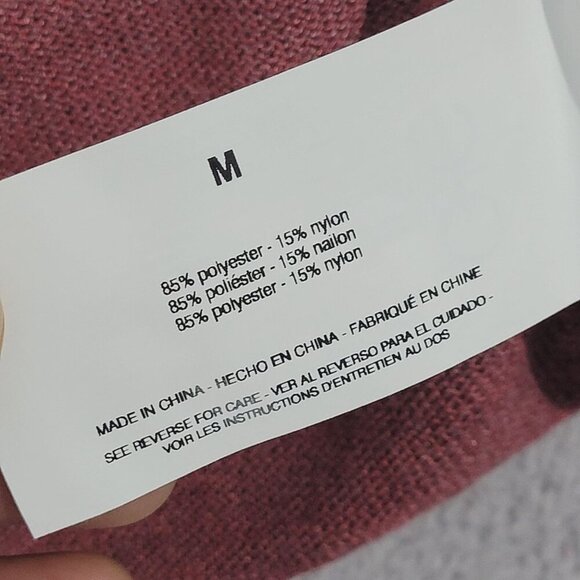 M
85% polyester - 15% nylon
85% poliéster - 15% nailon
85% polyester - 15% nylon
MADE IN CHINA - HECHO EN CHINA - FABRIQUÉ EN CHINE
SEE REVERSE FOR CARE - VER AL REVERSO PARA EL CUIDADO -
VOIR LES INSTRUCTIONS D'ENTRETIEN AU DOS